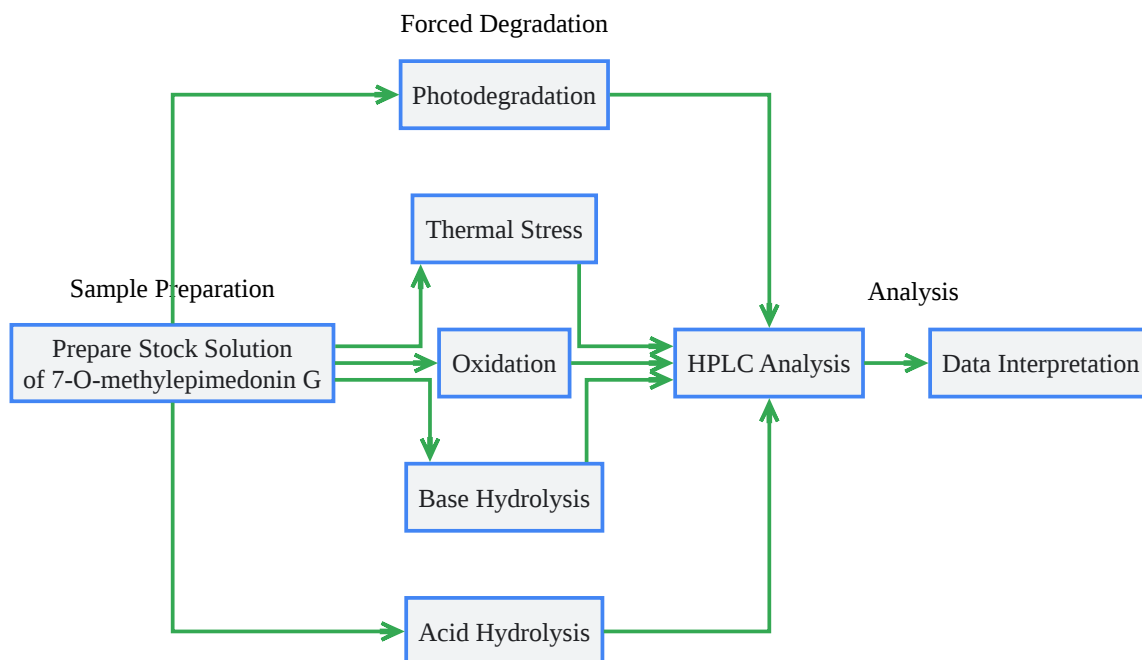 Forced Degradation
Photodegradation
Thermal Stress
Sample Preparation
Analysis
Prepare Stock Solution
of 7-O-methylepimedonin G
Oxidation
HPLC Analysis
Data Interpretation
Base Hydrolysis
Acid Hydrolysis